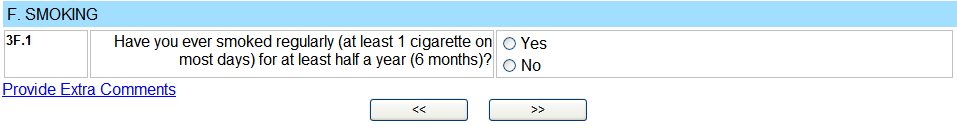 F. SMOKING
3F.1
Have you ever smoked regularly (at least 1 cigarette on
most days) for at least half a year (6 months)?
Yes
No
Provide Extra Comments
<<
>>